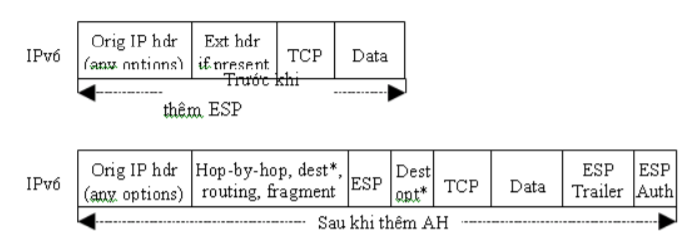 IPv6
Orig IP hdr
(any options)
Ext hdr
if present
TCP
Data
Trước khi
thêm ESP
IPv6
Orig IP hdr
(any options)
Hop-by-hop, dest*,
routing, fragment
ESP
Dest
opt*
TCP
Data
ESP
Trailer
ESP
Auth
Sau khi thêm AH